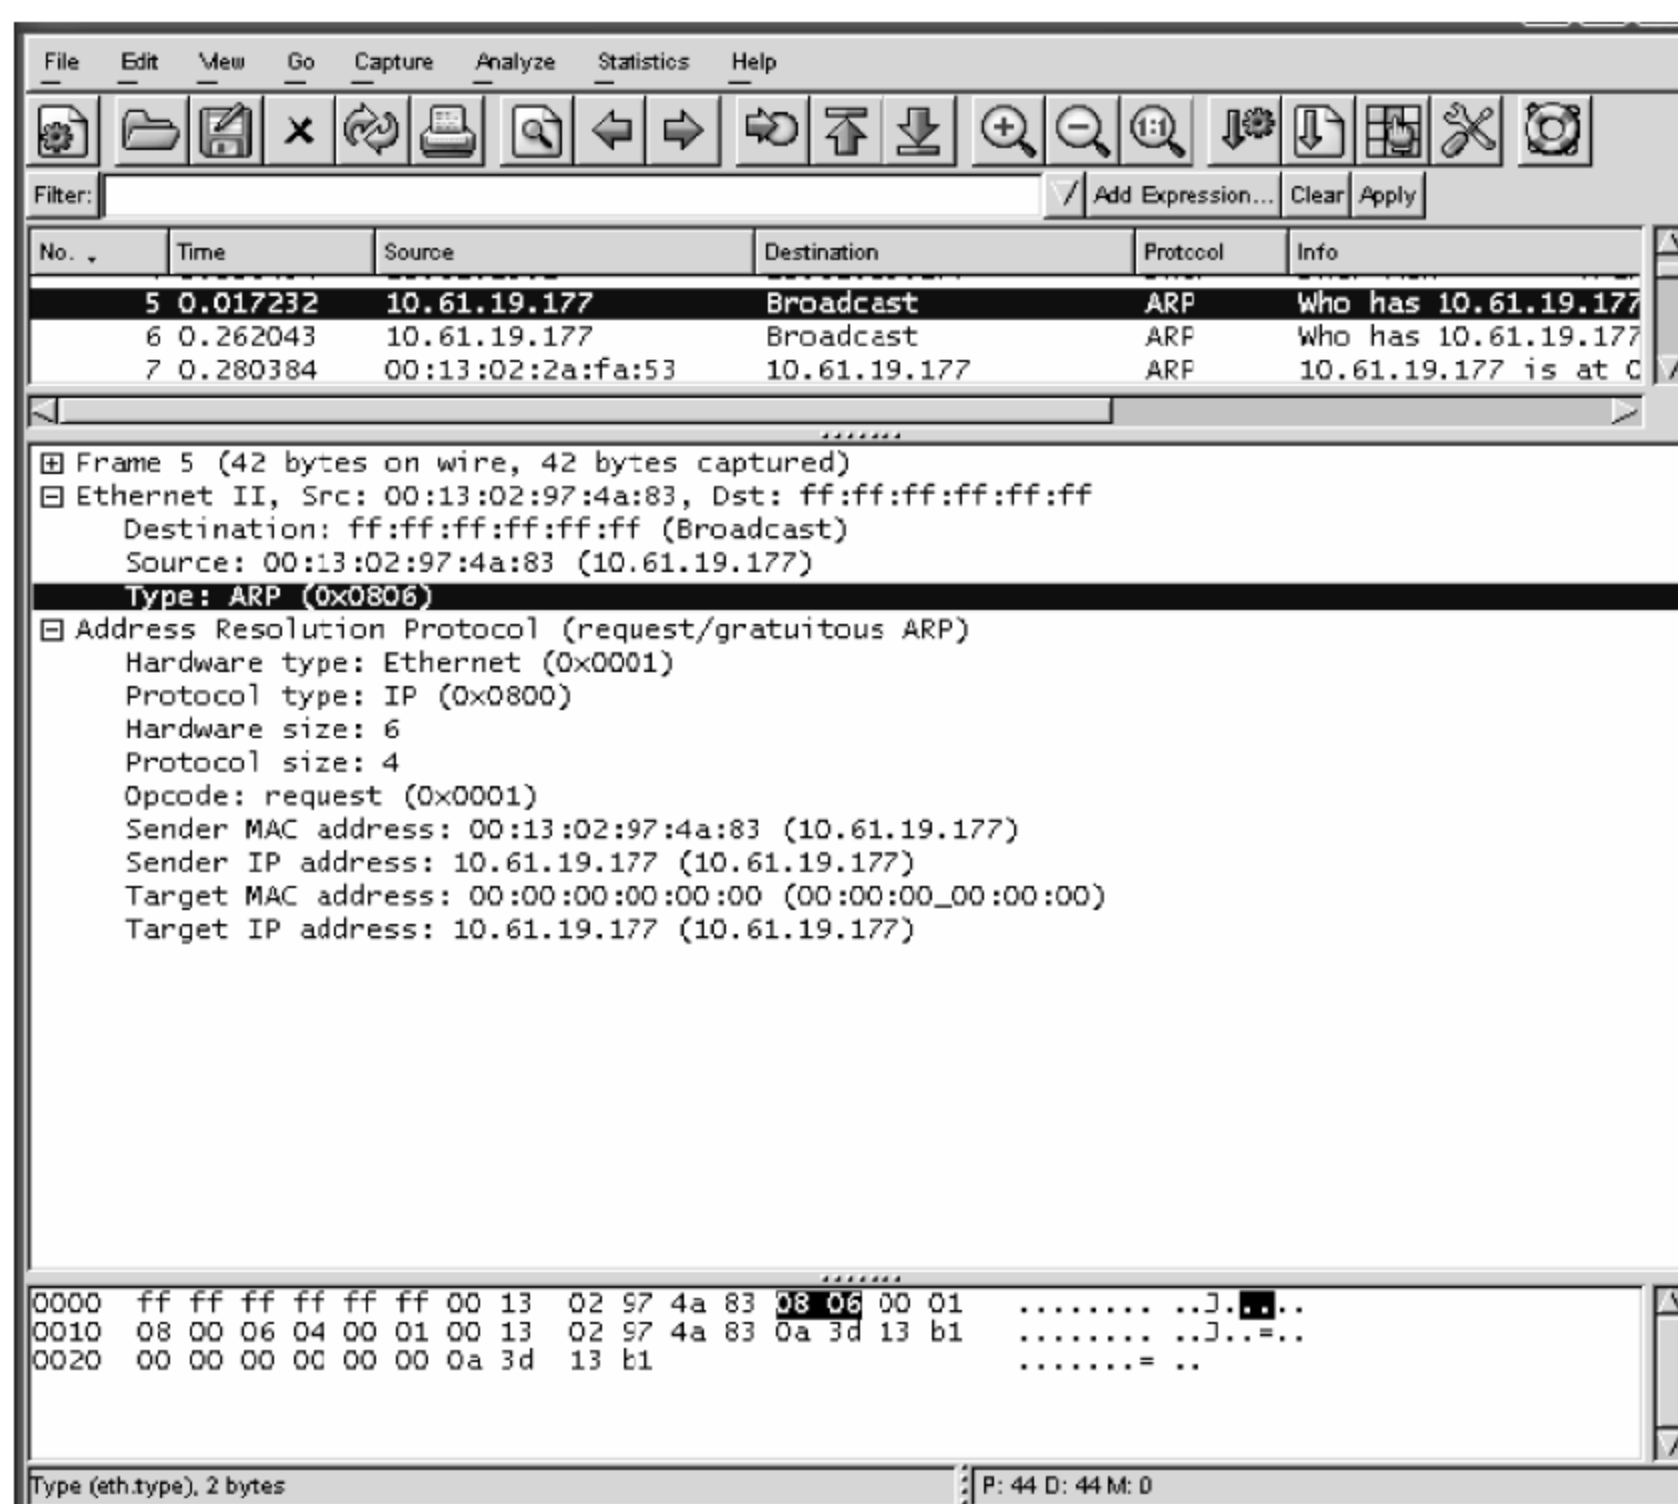 File Edit View Go Capture Analyze Statistics Help
1:1
Filter: Add Expression... Clear Apply
No. Time Source Destination Protocol Info
5 0.017232 10.61.19.177 Broadcast ARP Who has 10.61.19.177
6 0.262043 10.61.19.177 Broadcast ARP Who has 10.61.19.177
7 0.280384 00:13:02:2a:fa:53 10.61.19.177 ARP 10.61.19.177 is at
Frame 5 (42 bytes on wire, 42 bytes captured)
Ethernet II, Src: 00:13:02:97:4a:83, Dst: ff:ff:ff:ff:ff:ff
Destination: ff:ff:ff:ff:ff:ff (Broadcast)
Source: 00:13:02:97:4a:83 (10.61.19.177)
Type: ARP (0x0806)
Address Resolution Protocol (request/gratuitous ARP)
Hardware type: Ethernet (0x0001)
Protocol type: IP (0x0800)
Hardware size: 6
Protocol size: 4
Opcode: request (0x0001)
Sender MAC address: 00:13:02:97:4a:83 (10.61.19.177)
Sender IP address: 10.61.19.177 (10.61.19.177)
Target MAC address: 00:00:00:00:00:00 (00:00:00_00:00:00)
Target IP address: 10.61.19.177 (10.61.19.177)
0000 ff ff ff ff ff ff 00 13 02 97 4a 83 08 06 00 01 ........ ..J.....
0010 08 00 06 04 00 01 00 13 02 97 4a 83 0a 3d 13 b1 ........ ..J..=..
0020 00 00 00 00 00 00 0a 3d 13 b1 .......= ..
Type (eth.type), 2 bytes P: 44 D: 44 M: 0